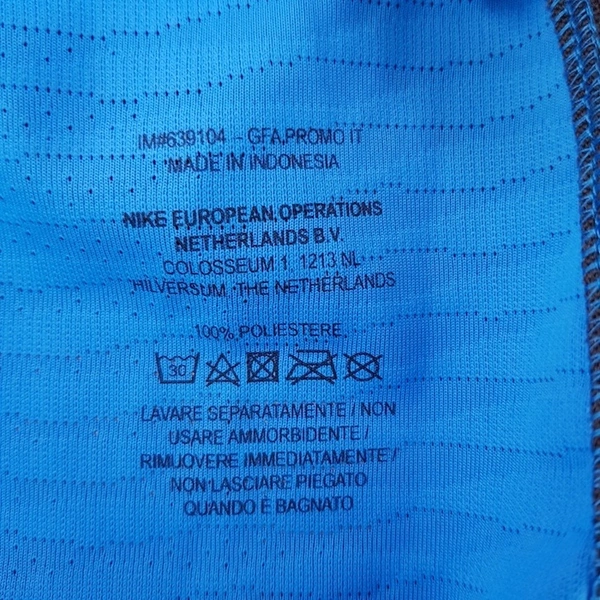 IM#639104 - GFA.PROMO IT
MADE IN INDONESIA
NIKE EUROPEAN OPERATIONS
NETHERLANDS B.V.
COLOSSEUM 1, 1213 NL
HILVERSUM, THE NETHERLANDS
100% POLIESTERE
30
LAVARE SEPARATAMENTE / NON
USARE AMMORBIDENTE /
RIMUOVERE IMMEDIATAMENTE /
NON LASCIARE PIEGATO
QUANDO È BAGNATO